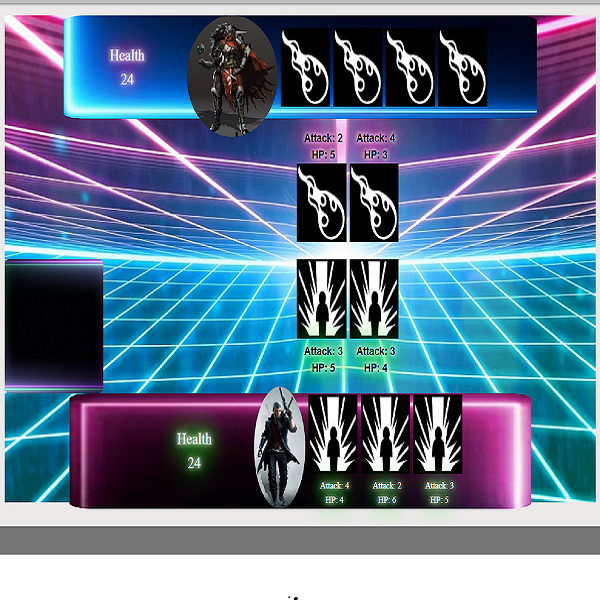 Health
24
Attack: 2 Attack: 4
HP: 5 HP: 3
Attack: 3 Attack: 3
HP: 5 HP: 4
Health
24
Attack: 4 Attack: 2 Attack: 3
HP: 4 HP: 6 HP: 5